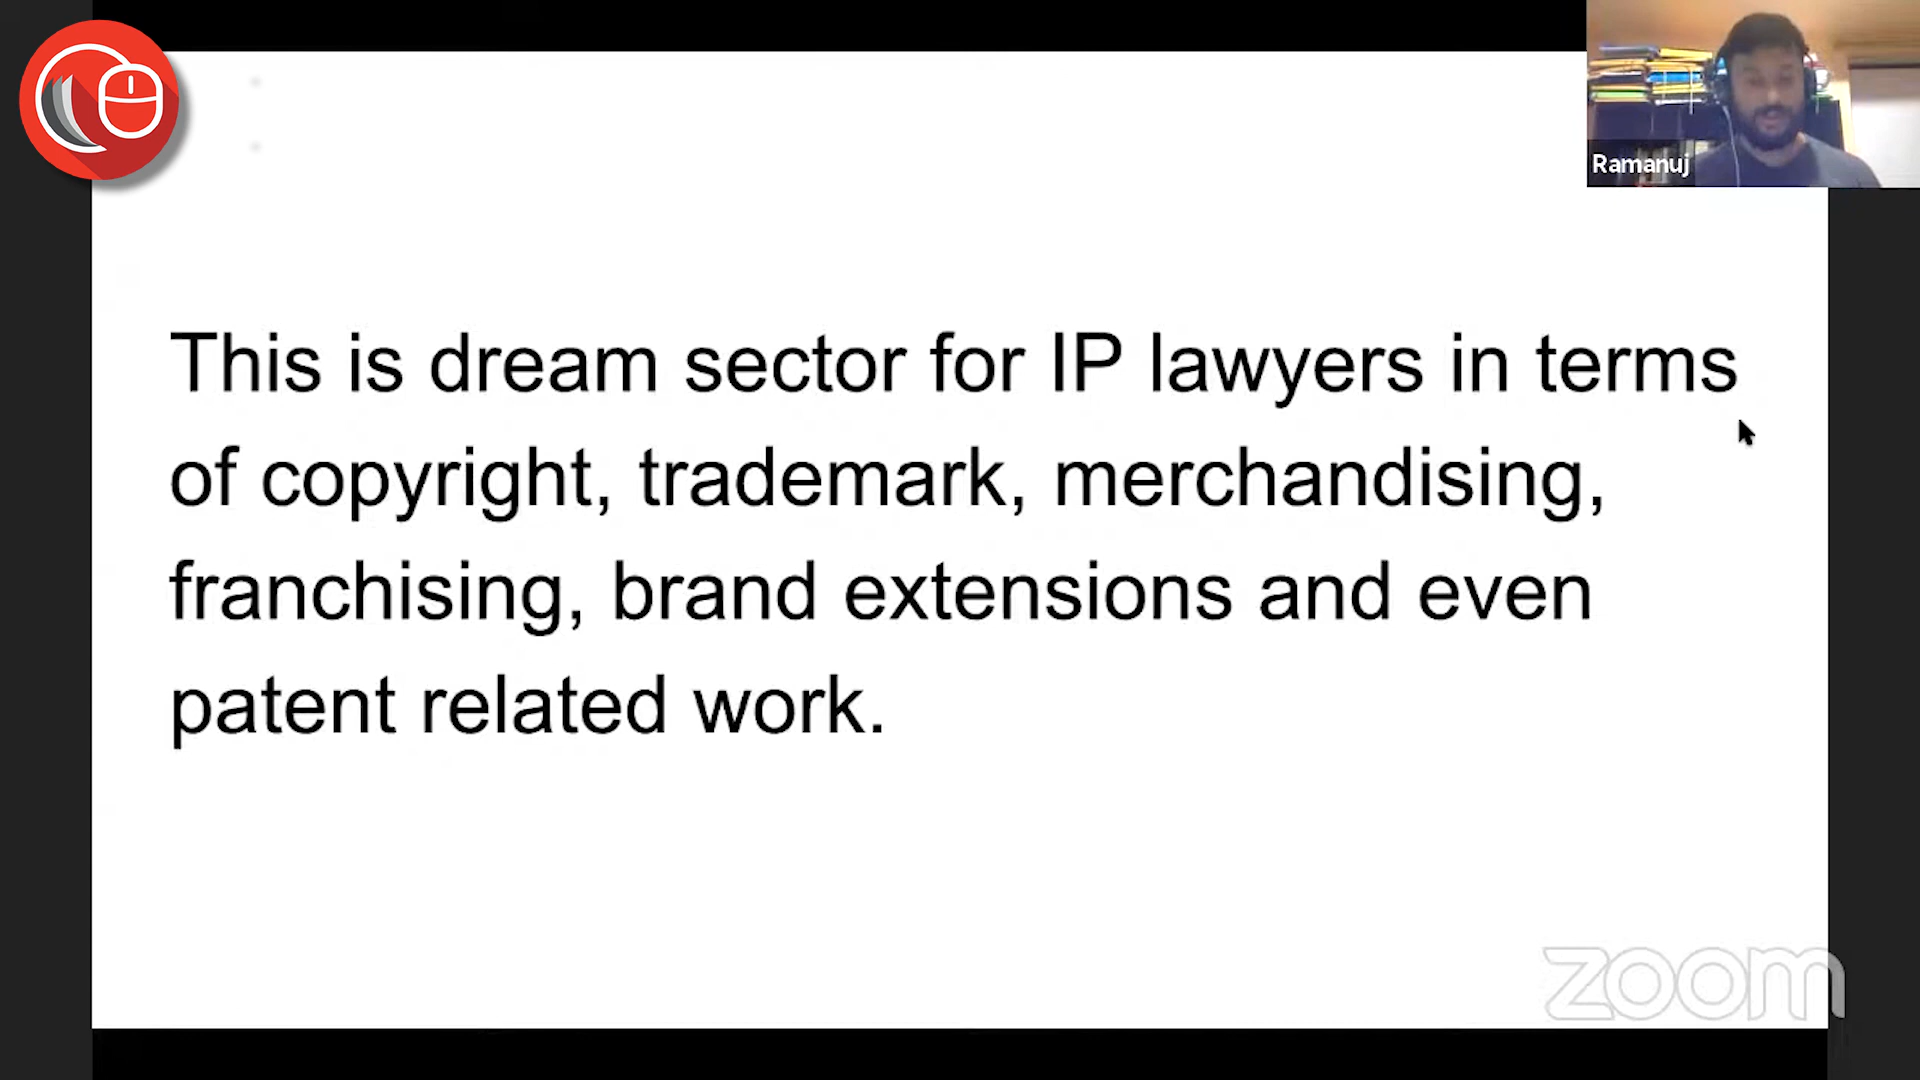 Ramanuj
This is dream sector for IP lawyers in terms
of copyright, trademark, merchandising,
franchising, brand extensions and even
patent related work.
zoom